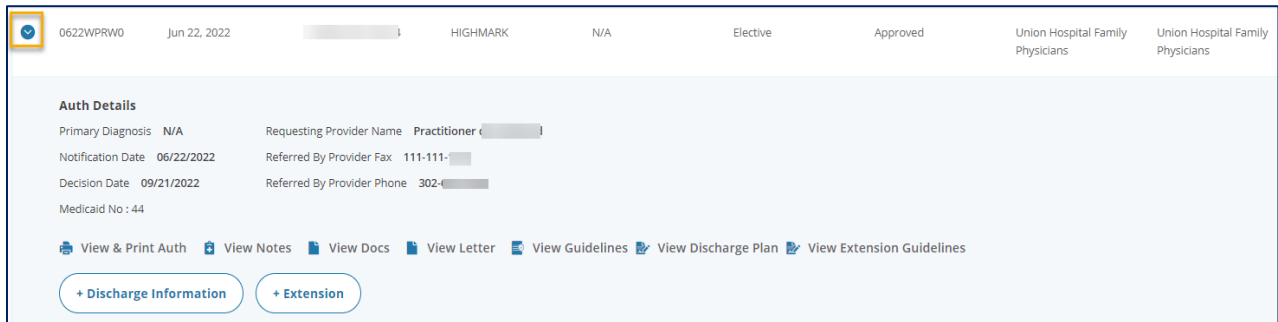 0622WPRW0 Jun 22, 2022 HIGHMARK N/A Elective Approved Union Hospital Family Physicians Union Hospital Family Physicians
Auth Details
Primary Diagnosis N/A Requesting Provider Name Practitioner
Notification Date 06/22/2022 Referred By Provider Fax 111-111-
Decision Date 09/21/2022 Referred By Provider Phone 302-
Medicaid No : 44
View & Print Auth View Notes View Docs View Letter View Guidelines View Discharge Plan View Extension Guidelines
+ Discharge Information + Extension